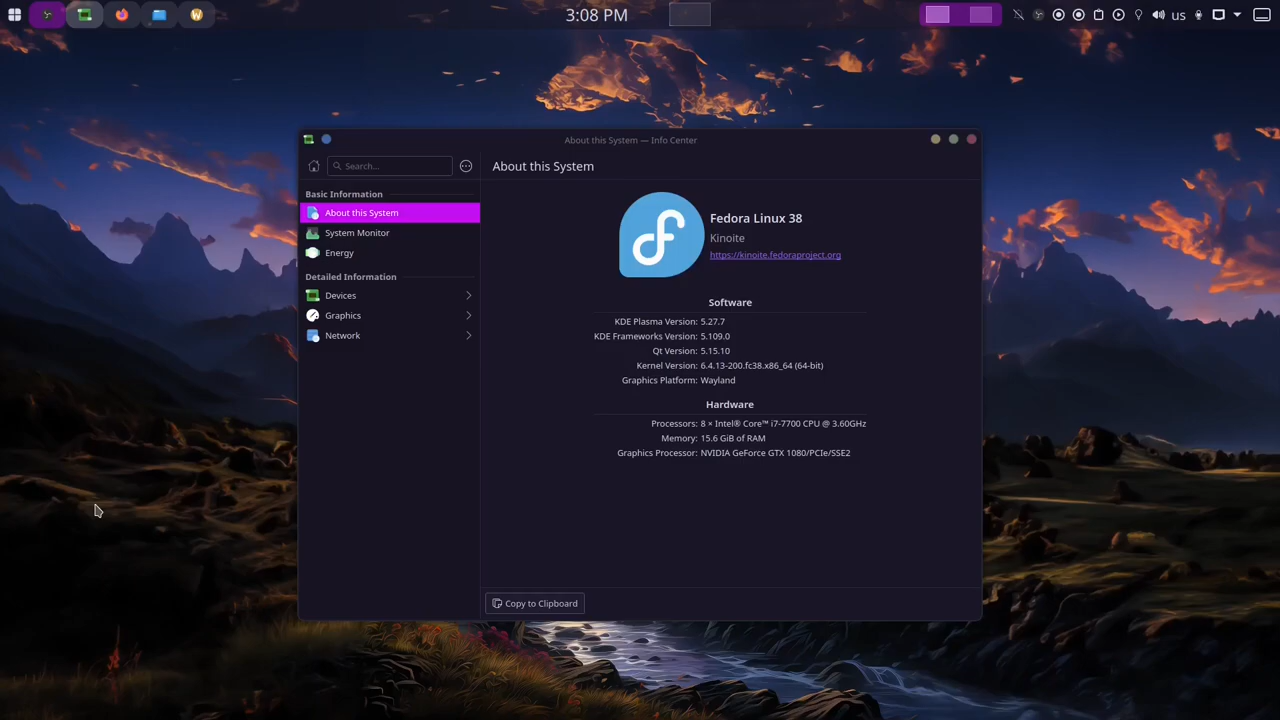 3:08 PM
us
About this System — Info Center
Search...
About this System
Basic Information
About this System
System Monitor
Energy
Detailed Information
Devices
Graphics
Network
Fedora Linux 38
Kinoite
https://kinoite.fedoraproject.org
Software
KDE Plasma Version: 5.27.7
KDE Frameworks Version: 5.109.0
Qt Version: 5.15.10
Kernel Version: 6.4.13-200.fc38.x86_64 (64-bit)
Graphics Platform: Wayland
Hardware
Processors: 8 × Intel® Core™ i7-7700 CPU @ 3.60GHz
Memory: 15.6 GiB of RAM
Graphics Processor: NVIDIA GeForce GTX 1080/PCIe/SSE2
Copy to Clipboard